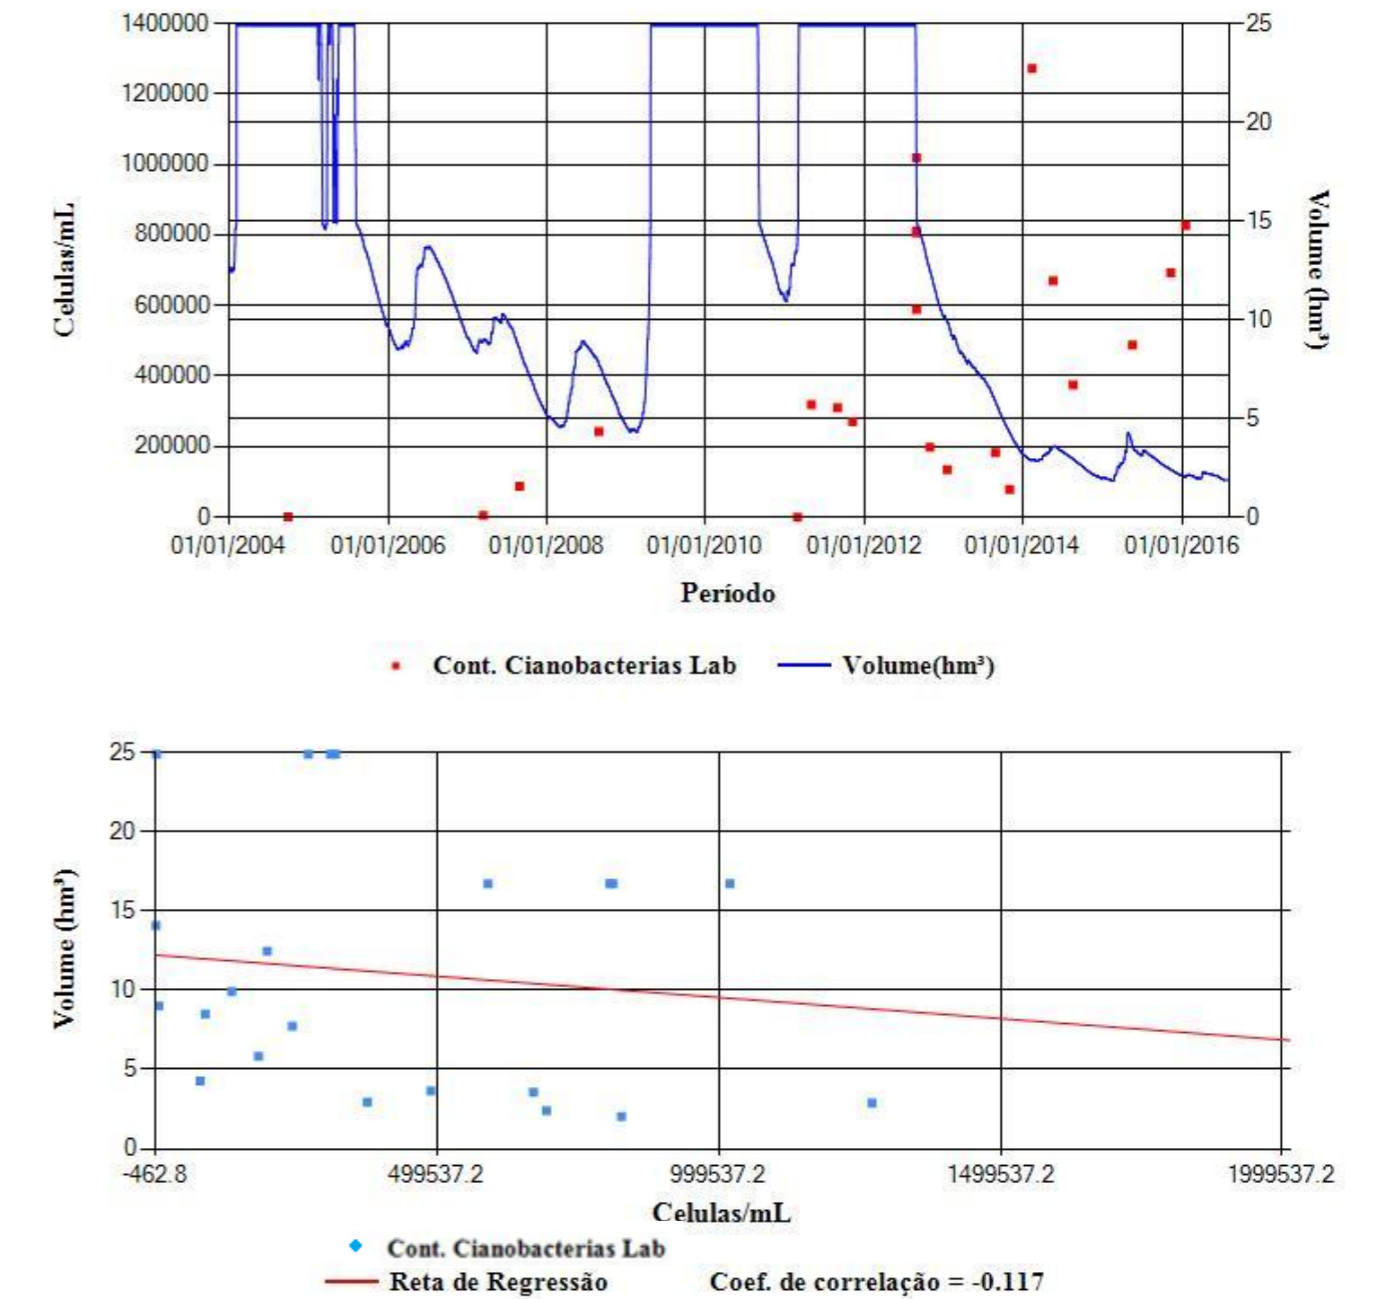 1400000
1200000
1000000
800000
600000
400000
200000
0
Celulas/mL
25
20
15
10
5
0
Volume (hm³)
01/01/2004 01/01/2006 01/01/2008 01/01/2010 01/01/2012 01/01/2014 01/01/2016
Período
Cont. Cianobacterias Lab Volume(hm³)
25
20
15
10
5
0
Volume (hm³)
-462.8 499537.2 999537.2 1499537.2 1999537.2
Celulas/mL
Cont. Cianobacterias Lab
Reta de Regressão Coef. de correlação = -0.117